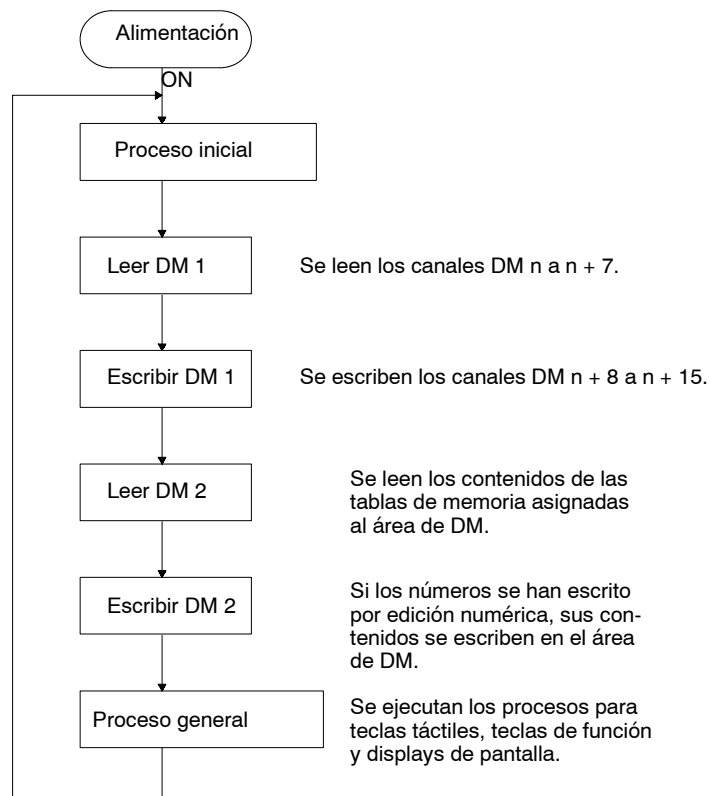 Alimentación
ON
Proceso inicial
Leer DM 1
Se leen los canales DM n a n + 7.
Escribir DM 1
Se escriben los canales DM n + 8 a n + 15.
Leer DM 2
Se leen los contenidos de las
tablas de memoria asignadas
al área de DM.
Escribir DM 2
Si los números se han escrito
por edición numérica, sus con-
tenidos se escriben en el área
de DM.
Proceso general
Se ejecutan los procesos para
teclas táctiles, teclas de función
y displays de pantalla.